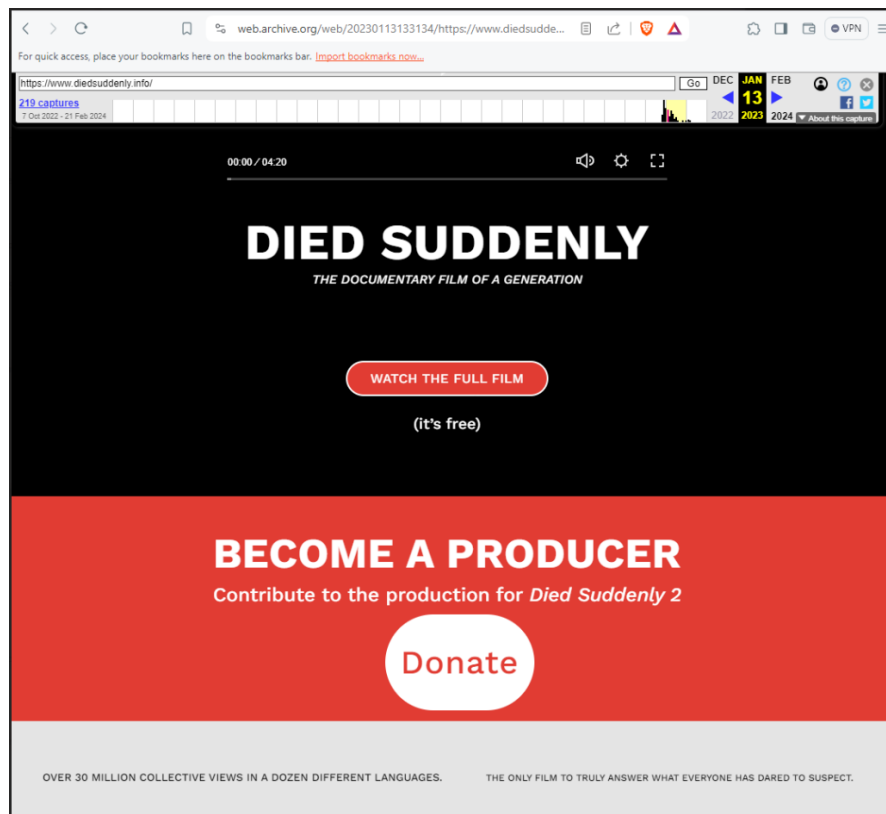 web.archive.org/web/20230113133134/https://www.diedsudde...
VPN
For quick access, place your bookmarks here on the bookmarks bar. Import bookmarks now...
https://www.diedsuddenly.info/
Go
DEC JAN FEB
219 captures
13
7 Oct 2022 - 21 Feb 2024
2022 2023 2024
About this capture
00:00 / 04:20
DIED SUDDENLY
THE DOCUMENTARY FILM OF A GENERATION
WATCH THE FULL FILM
(it's free)
BECOME A PRODUCER
Contribute to the production for Died Suddenly 2
Donate
OVER 30 MILLION COLLECTIVE VIEWS IN A DOZEN DIFFERENT LANGUAGES.
THE ONLY FILM TO TRULY ANSWER WHAT EVERYONE HAS DARED TO SUSPECT.